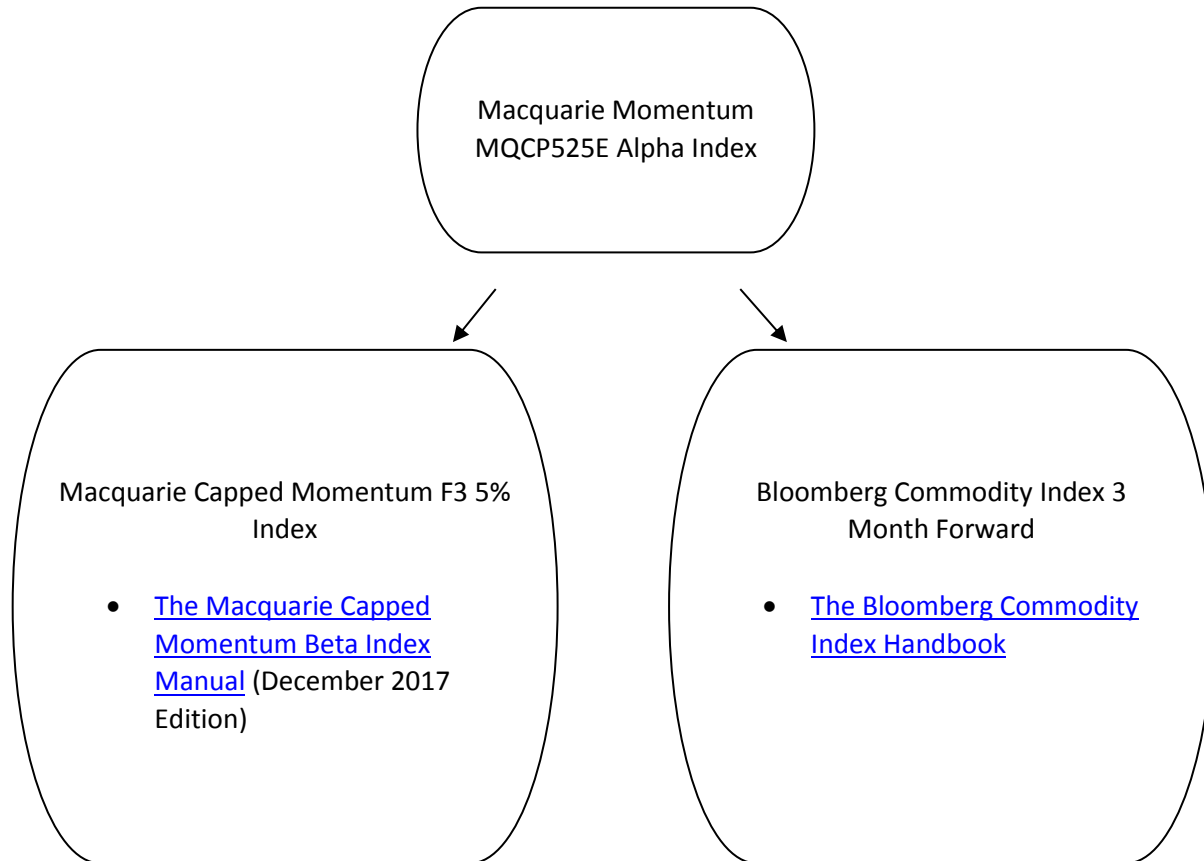 Macquarie Momentum
MQCP525E Alpha Index
Macquarie Capped Momentum F3 5%
Index
• The Macquarie Capped
Momentum Beta Index
Manual (December 2017
Edition)
Bloomberg Commodity Index 3
Month Forward
• The Bloomberg Commodity
Index Handbook